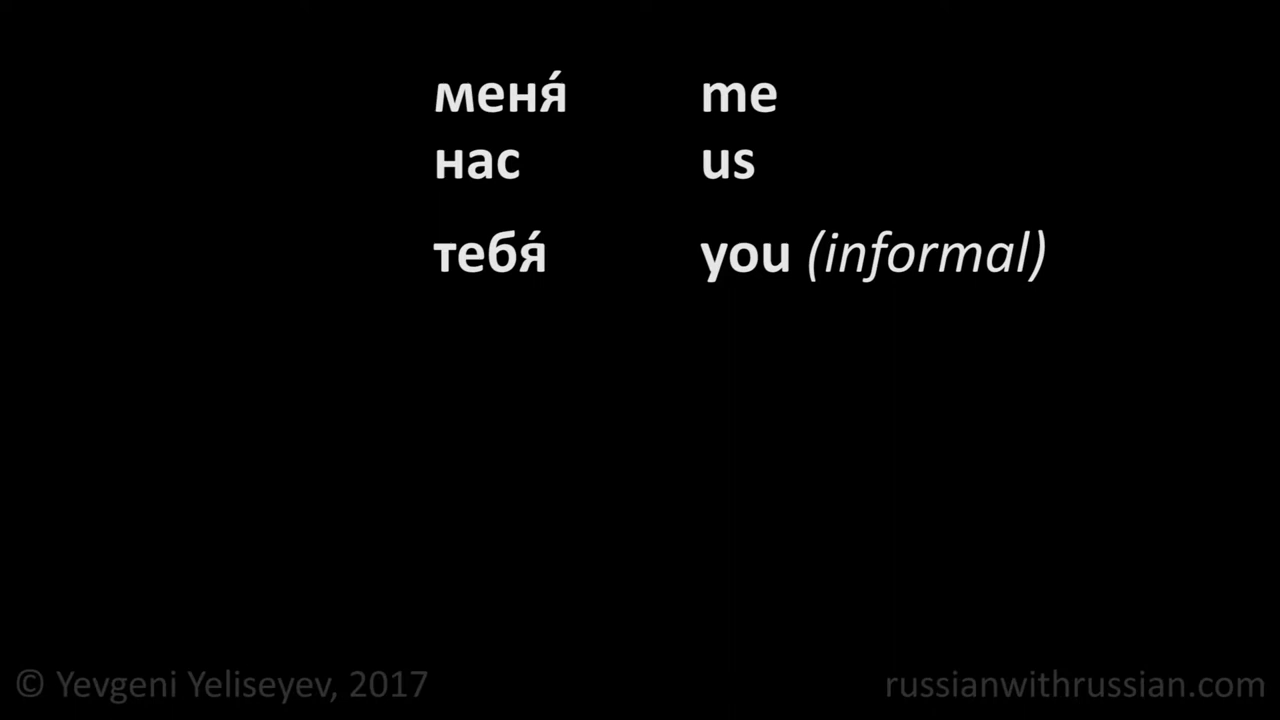 меня́ me
нас us
тебя́ you (informal)
© Yevgeni Yeliseyev, 2017 russianwithrussian.com